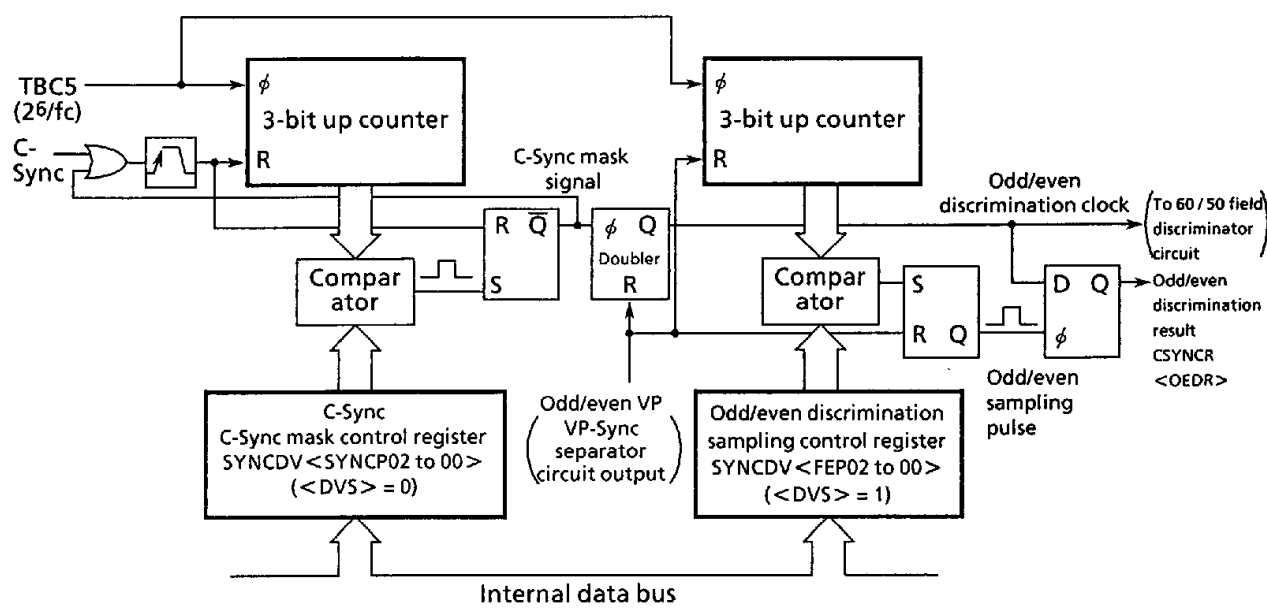 TBC5
(2⁶/fc)
C-
Sync
ϕ
3-bit up counter
R
C-Sync mask
signal
ϕ
3-bit up counter
R
Odd/even
discrimination clock
(To 60 / 50 field
discriminator
circuit)
R Q̅
S
ϕ Q
Doubler
R
Compar
ator
Compar
ator
S
R Q
D Q
ϕ
Odd/even
discrimination
result
CSYNCR
<OEDR>
Odd/even
sampling
pulse
C-Sync
C-Sync mask control register
SYNCDV<SYNCP02 to 00>
(<DVS> = 0)
(Odd/even VP
VP-Sync
separator
circuit output)
Odd/even discrimination
sampling control register
SYNCDV<FEP02 to 00>
(<DVS> = 1)
Internal data bus